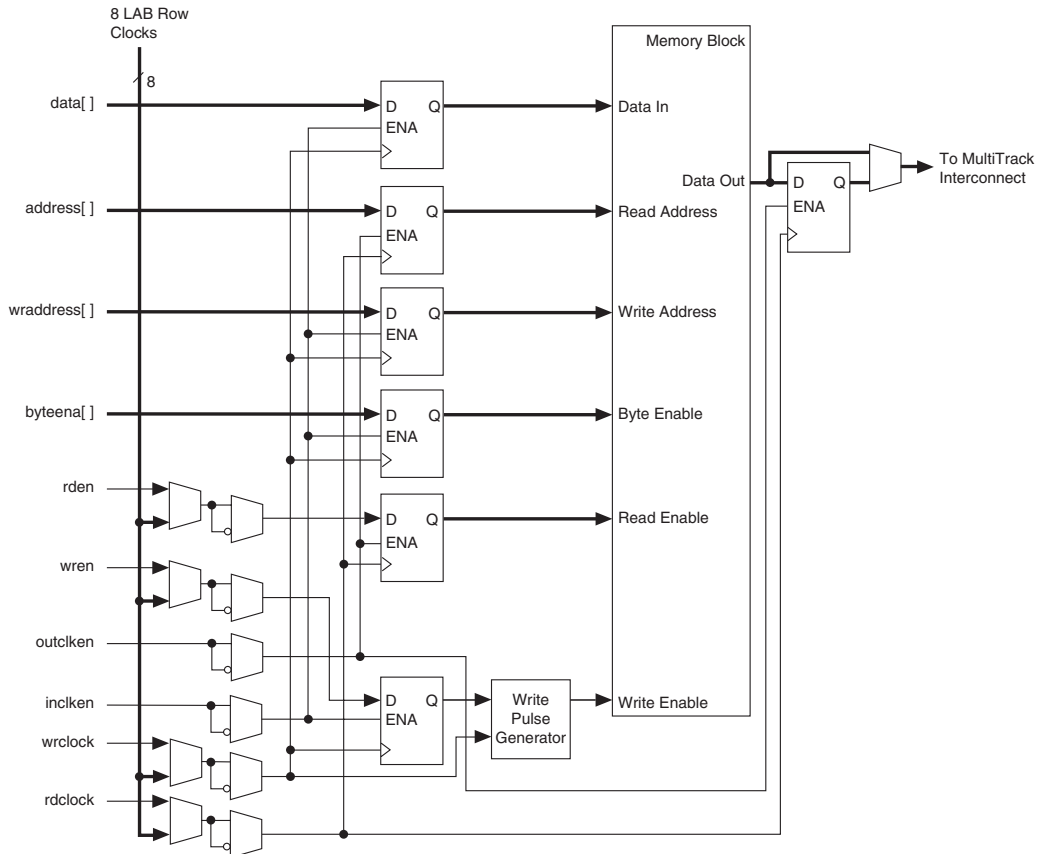 8 LAB Row
Clocks
8
Memory Block
data[ ]
D Q
ENA
Data In
To MultiTrack
Interconnect
Data Out
D Q
ENA
address[ ]
D Q
ENA
Read Address
wraddress[ ]
D Q
ENA
Write Address
byteena[ ]
D Q
ENA
Byte Enable
rden
D Q
ENA
Read Enable
wren
outclken
inclken
D Q
ENA
Write
Pulse
Generator
Write Enable
wrclock
rdclock